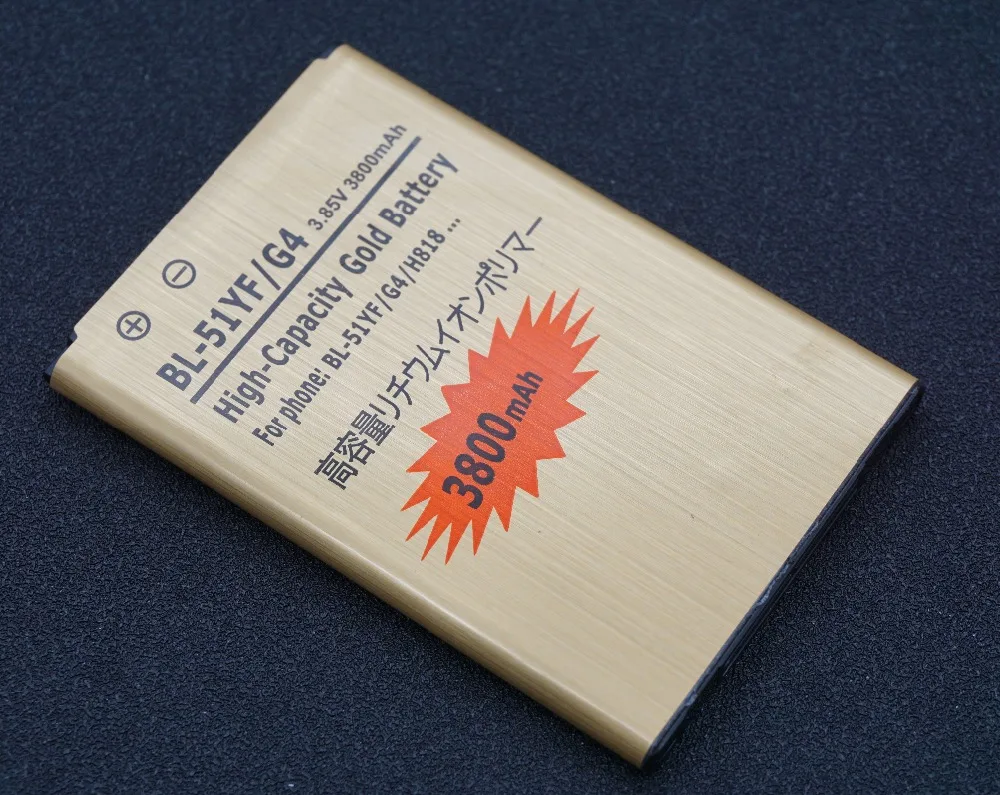 ⊕ ⊖
BL-51YF/G4 3.85V 3800mAh
High-Capacity Gold Battery
For phone: BL-51YF/G4/H818 ...
高容量リチウムイオンポリマー
3800mAh